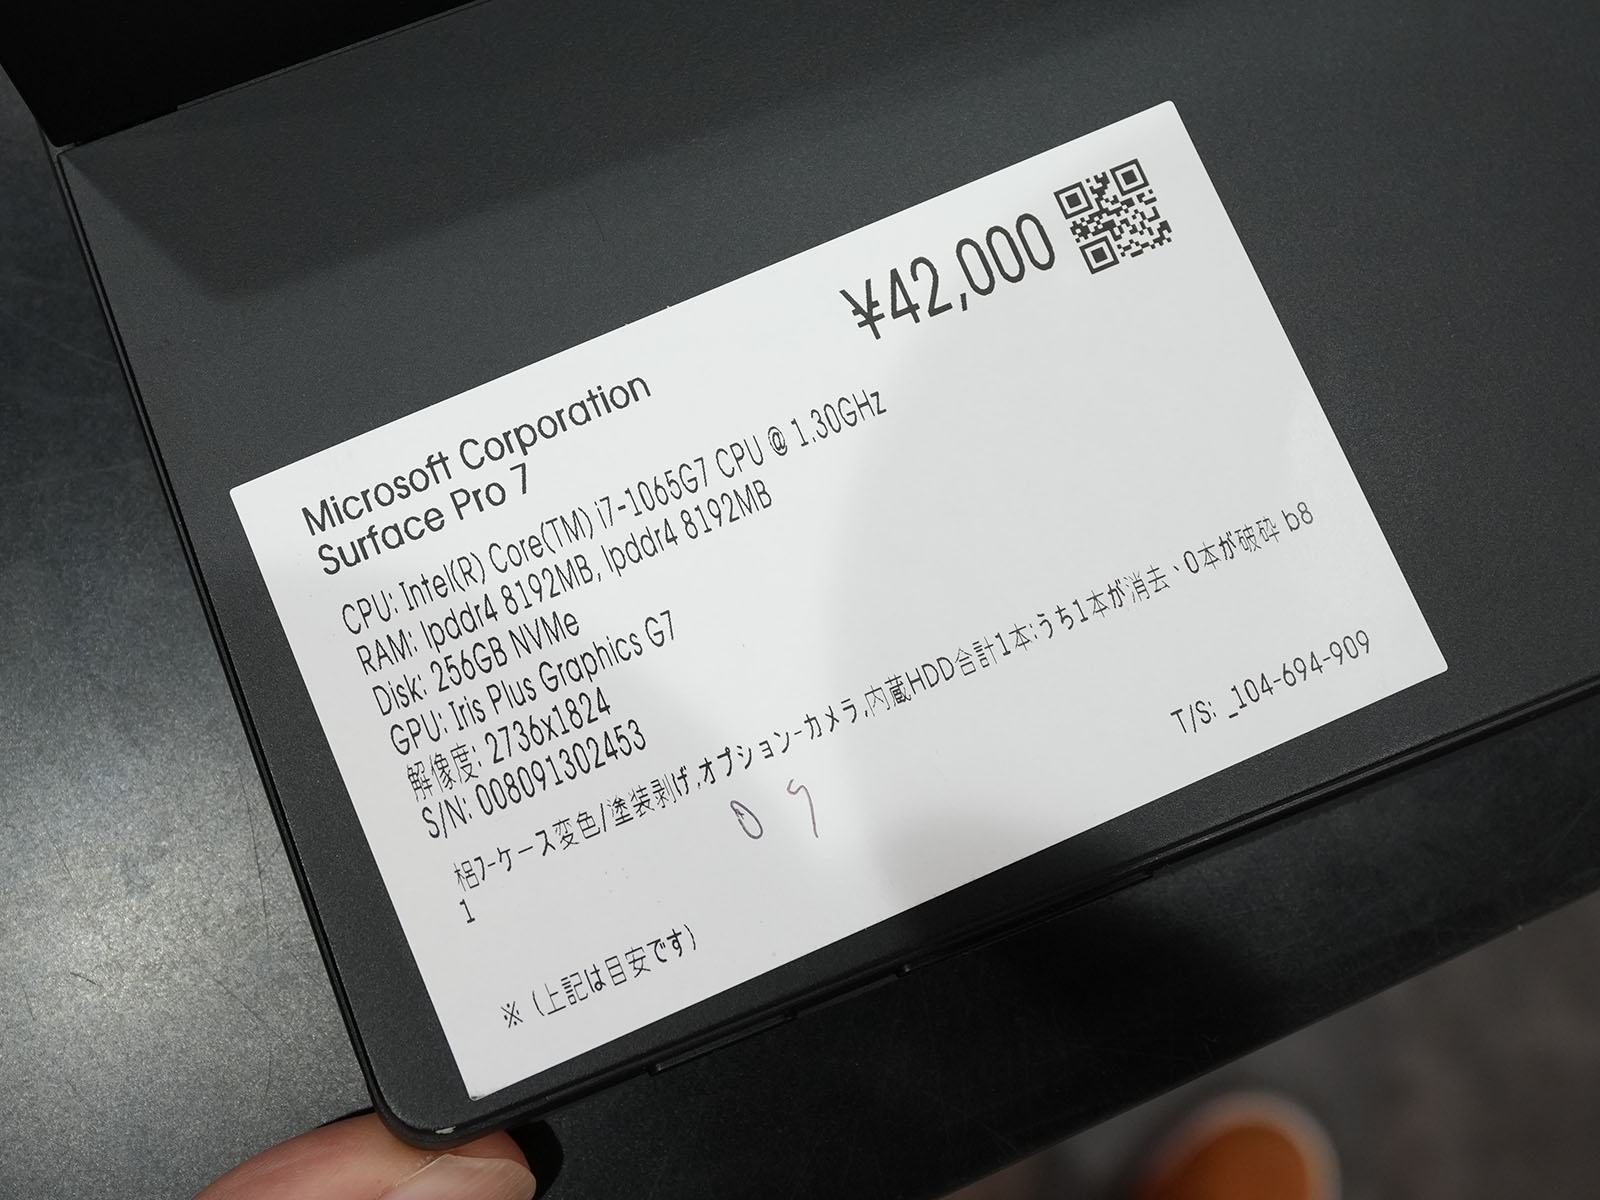 ¥42,000
Microsoft Corporation
Surface Pro 7
CPU: Intel(R) Core(TM) i7-1065G7 CPU @ 1.30GHz
RAM: lpddr4 8192MB, lpddr4 8192MB
Disk: 256GB NVMe
GPU: Iris Plus Graphics G7
解像度: 2736x1824
S/N: 008091302453
梠ﾌｰケース変色/塗装剥げ,オプション-カメラ,内蔵HDD合計1本:うち1本が消去、0本が破砕 b8
1
09
T/S: _104-694-909
※（上記は目安です）